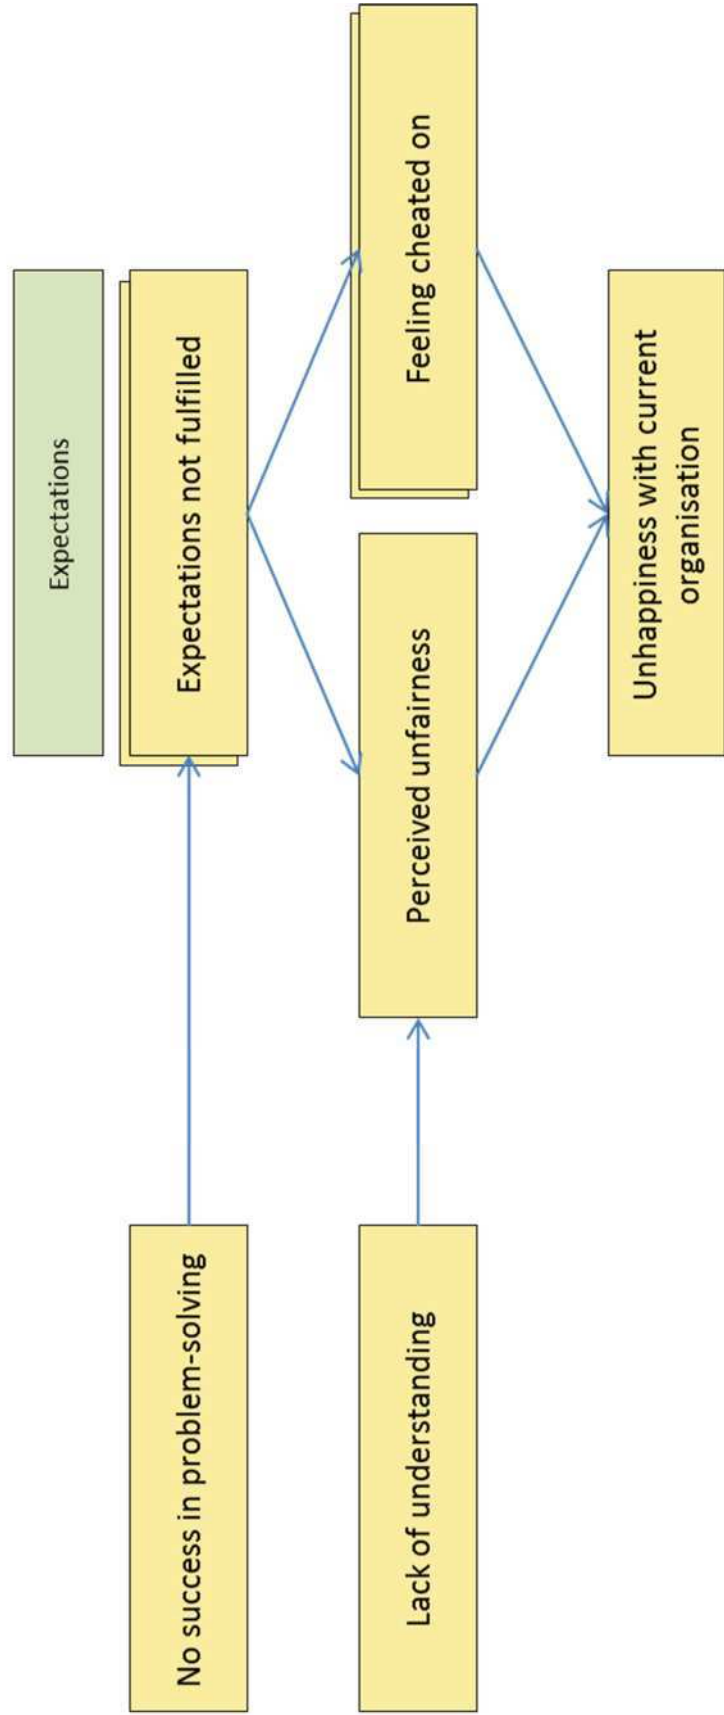 Expectations
No success in problem-solving
Expectations not fulfilled
Lack of understanding
Perceived unfairness
Feeling cheated on
Unhappiness with current
organisation